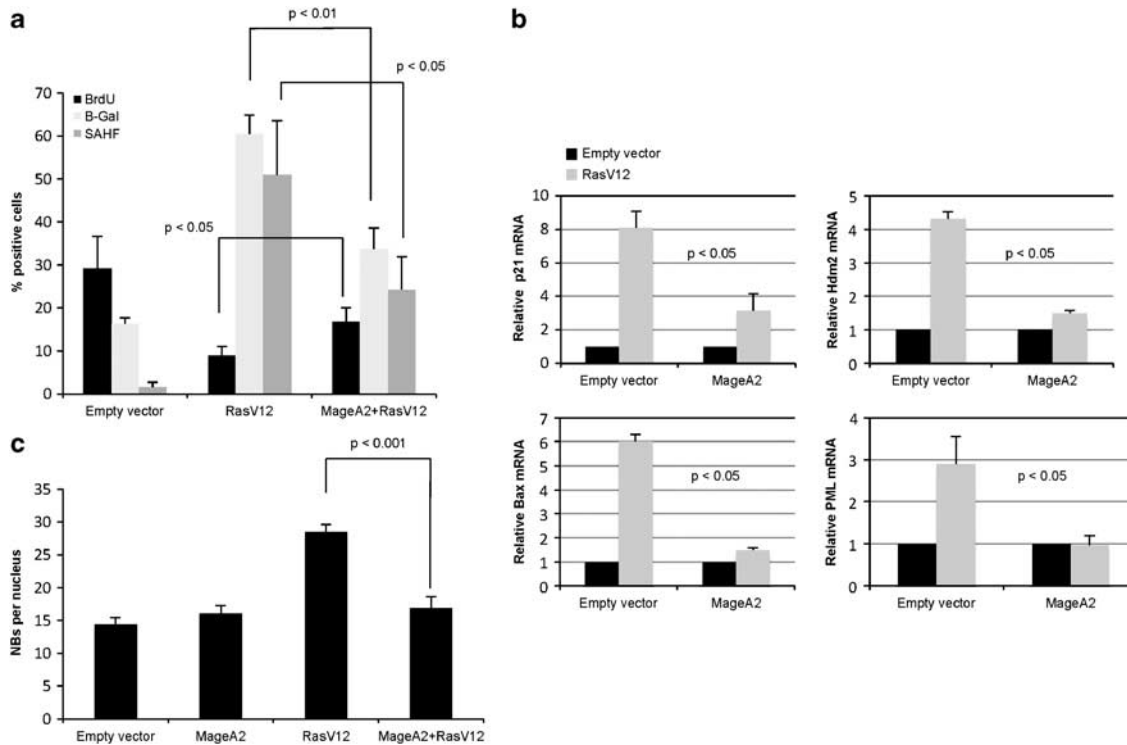 a
p < 0.01
p < 0.05
BrdU
B-Gal
SAHF
p < 0.05
% positive cells
70
60
50
40
30
20
10
0
Empty vector RasV12 MageA2+RasV12
b
Empty vector
RasV12
Relative p21 mRNA
10
8
6
4
2
0
p < 0.05
Empty vector MageA2
Relative Hdm2 mRNA
5
4
3
2
1
0
p < 0.05
Empty vector MageA2
Relative Bax mRNA
7
6
5
4
3
2
1
0
p < 0.05
Empty vector MageA2
Relative PML mRNA
4
3
2
1
0
p < 0.05
Empty vector MageA2
c
p < 0.001
NBs per nucleus
35
30
25
20
15
10
5
0
Empty vector MageA2 RasV12 MageA2+RasV12